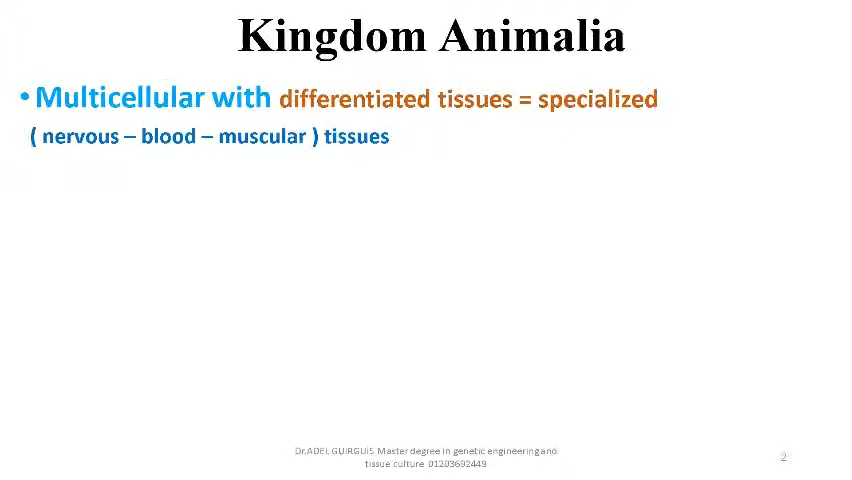 Kingdom Animalia
• Multicellular with differentiated tissues = specialized
( nervous – blood – muscular ) tissues
Dr.ADEL GUIRGUIS Master degree in genetic engineering and
tissue culture 01203692449
2